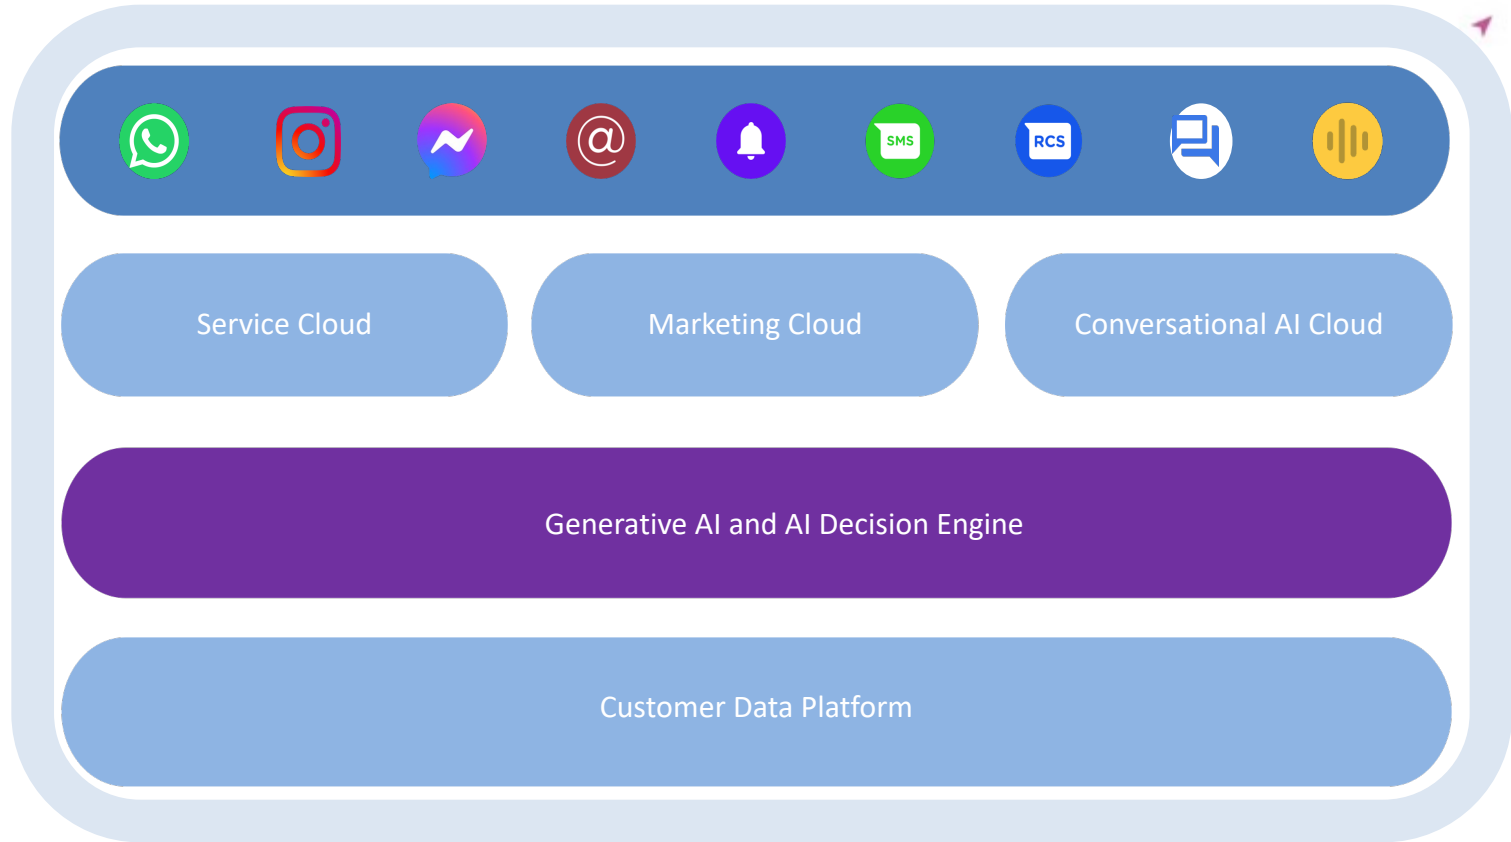 SMS
RCS
Service Cloud
Marketing Cloud
Conversational AI Cloud
Generative AI and AI Decision Engine
Customer Data Platform